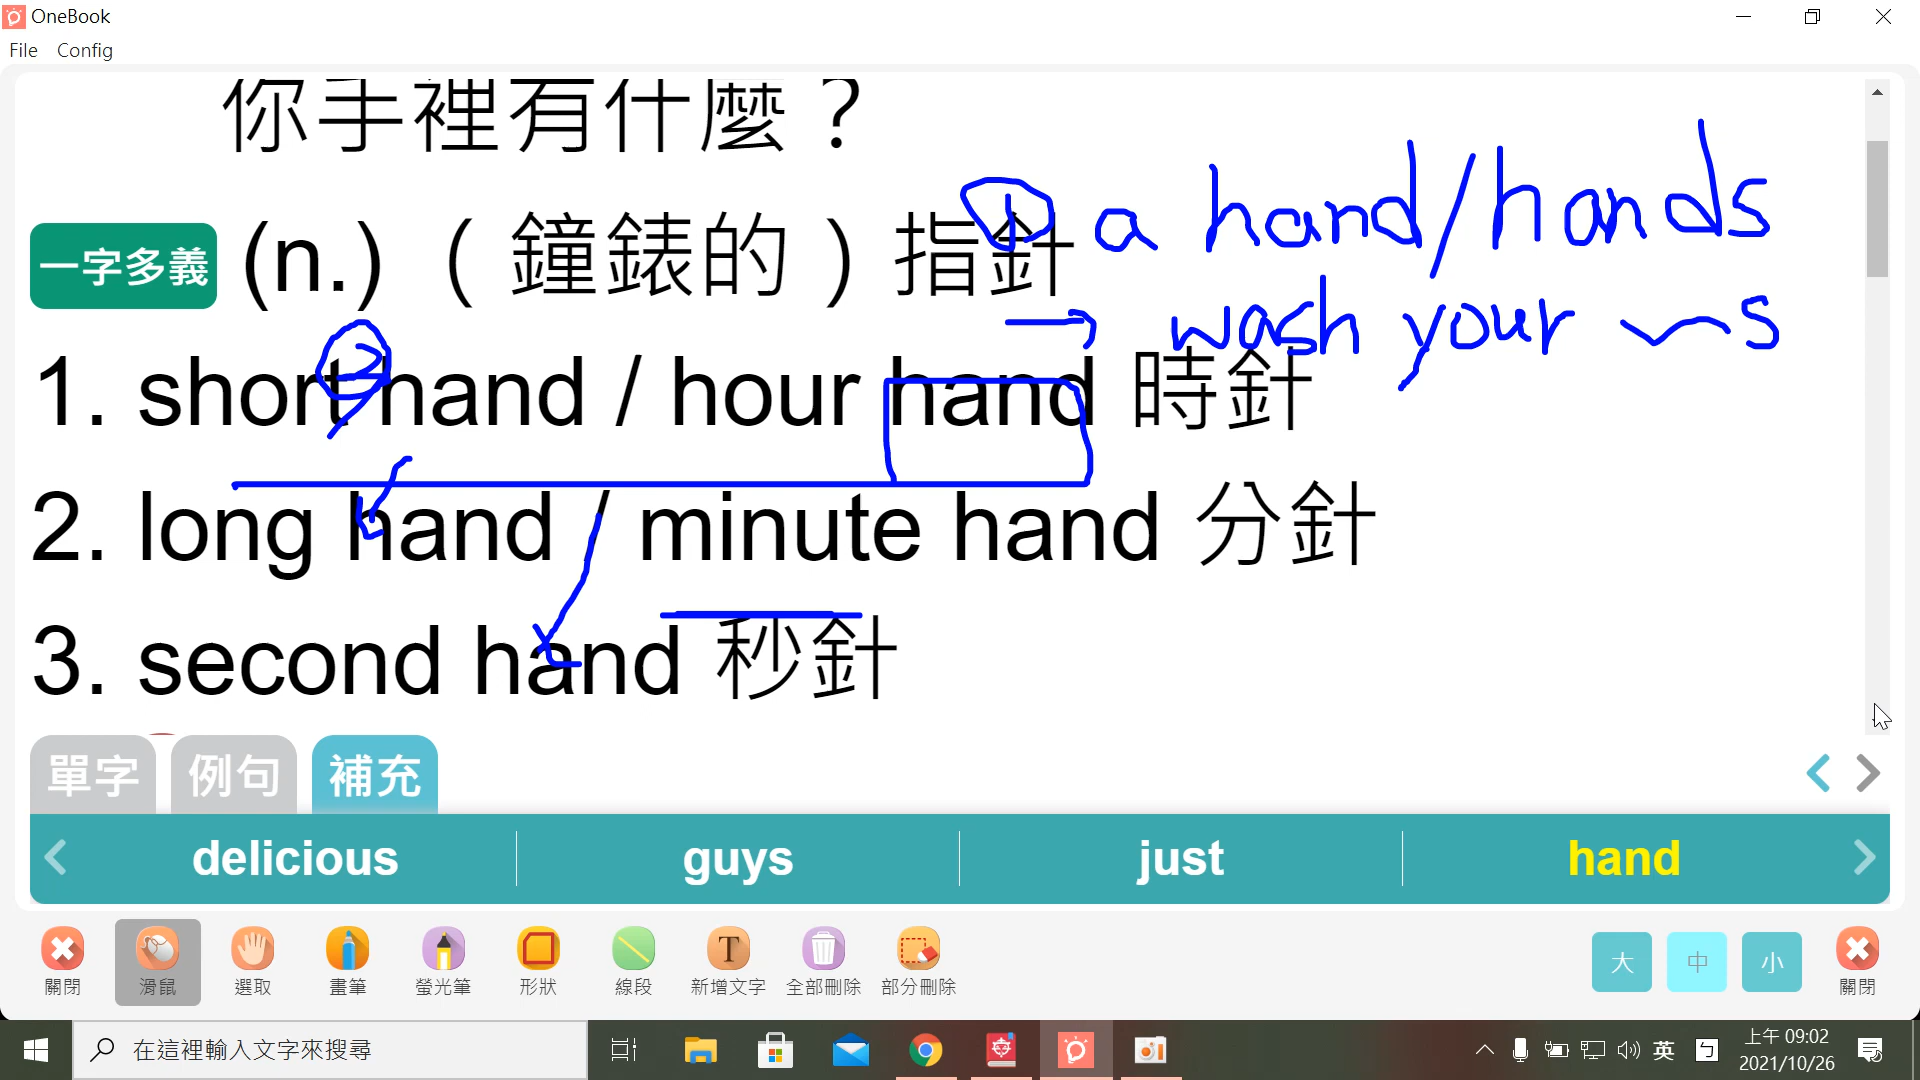 OneBook
File Config
你手裡有什麼？
① a hand/hands
一字多義 (n.) （鐘錶的）指針
→ wash your ~s
②
1. short hand / hour hand 時針
2. long hand / minute hand 分針
3. second hand 秒針
單字 例句 補充
delicious guys just hand
關閉 滑鼠 選取 畫筆 螢光筆 形狀 線段 新增文字 全部刪除 部分刪除 大 中 小 關閉
在這裡輸入文字來搜尋
英 ㄅ 上午 09:02
2021/10/26